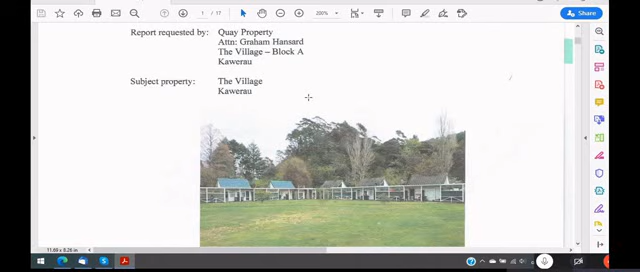 1 / 17
200%
Share
Report requested by: Quay Property
Attn: Graham Hansard
The Village – Block A
Kawerau
Subject property: The Village
Kawerau
11.69 x 8.26 in